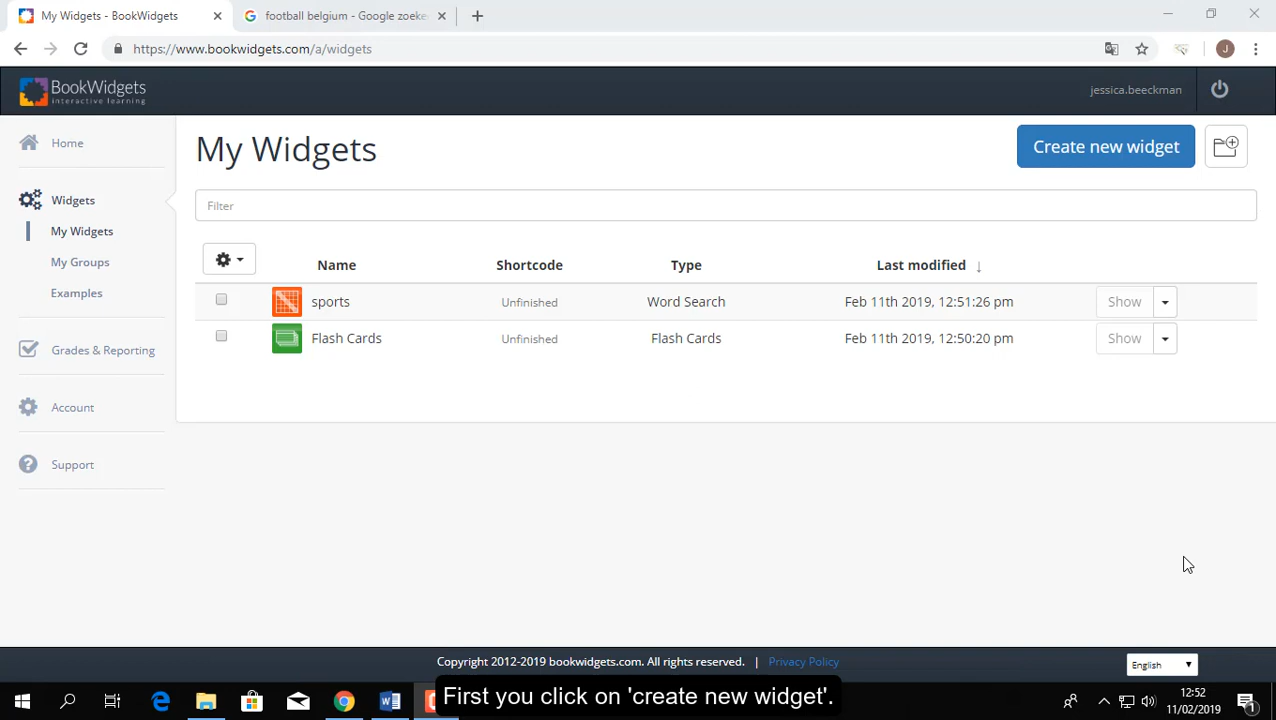 My Widgets - BookWidgets
football belgium - Google zoeke
https://www.bookwidgets.com/a/widgets
J
BookWidgets
interactive learning
jessica.beeckman
Home
Widgets
My Widgets
My Groups
Examples
Grades & Reporting
Account
Support
My Widgets
Create new widget
Filter
Name Shortcode Type Last modified ↓
sports Unfinished Word Search Feb 11th 2019, 12:51:26 pm Show
Flash Cards Unfinished Flash Cards Feb 11th 2019, 12:50:20 pm Show
Copyright 2012-2019 bookwidgets.com. All rights reserved. | Privacy Policy
English
First you click on 'create new widget'.
12:52
11/02/2019
1